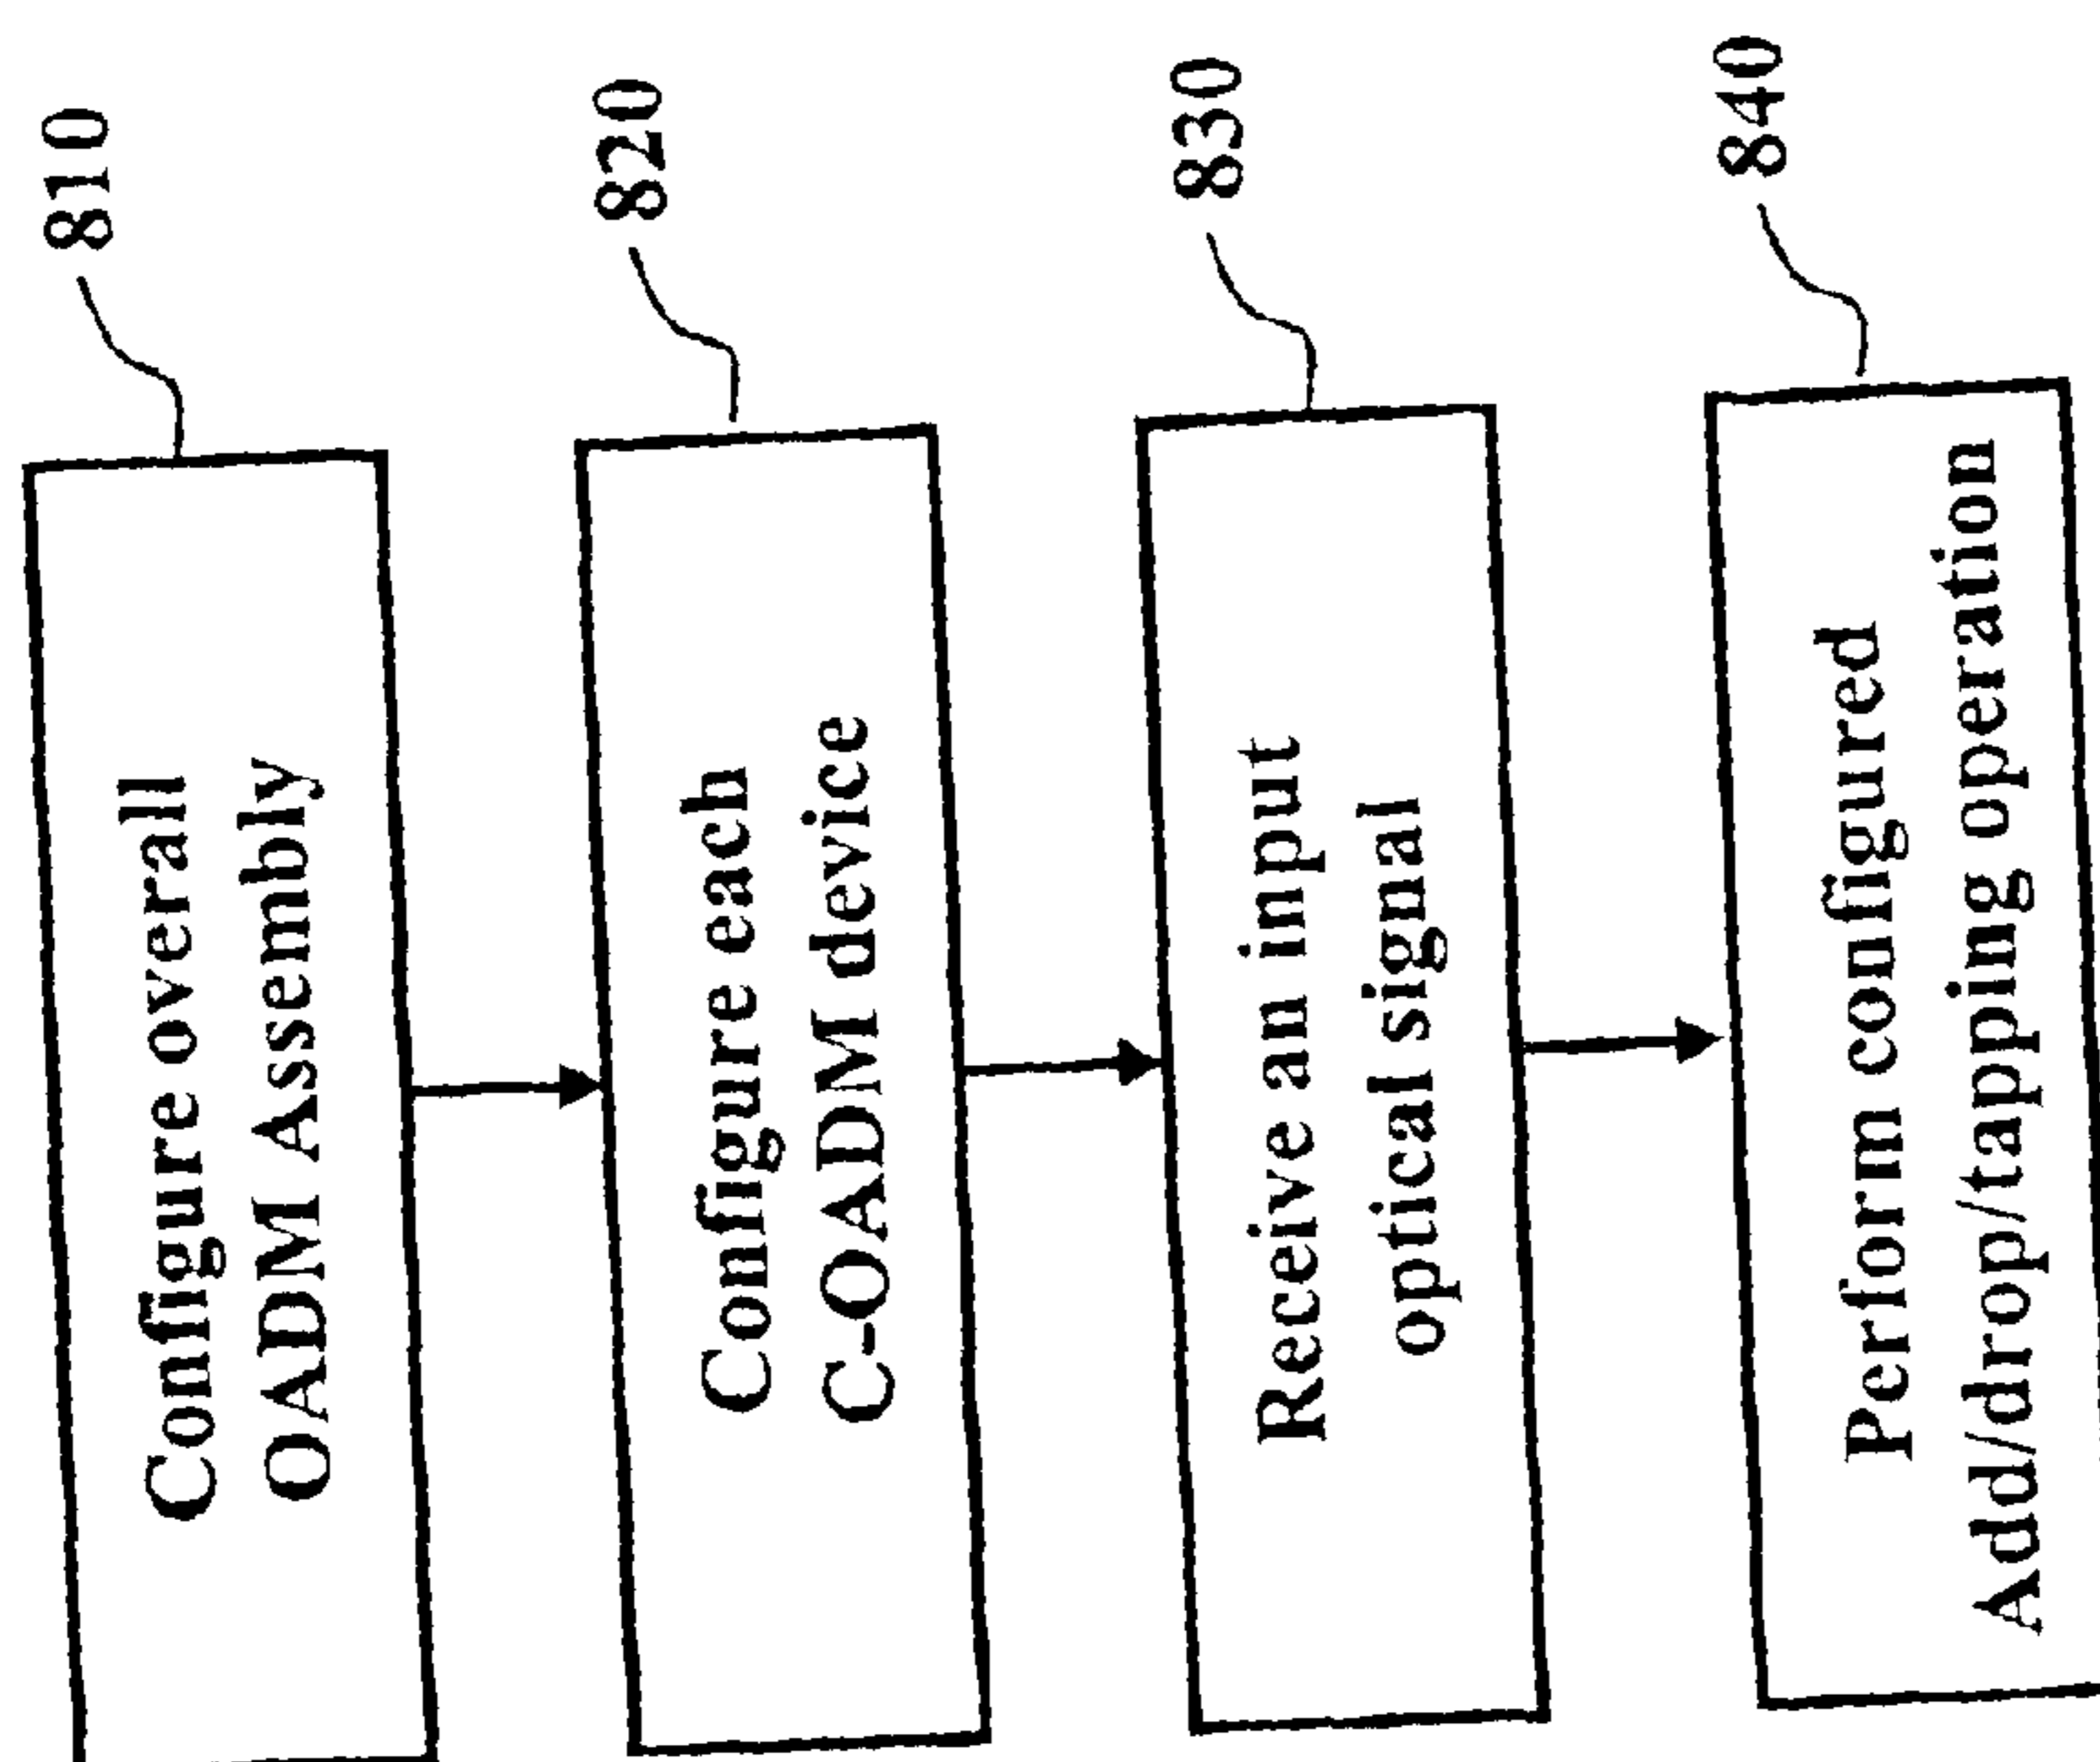 Configure overall
OADM Assembly
810
Configure each
C-OADM device
820
Receive an input
optical signal
830
Perform configured
Add/drop/tapping operation
840